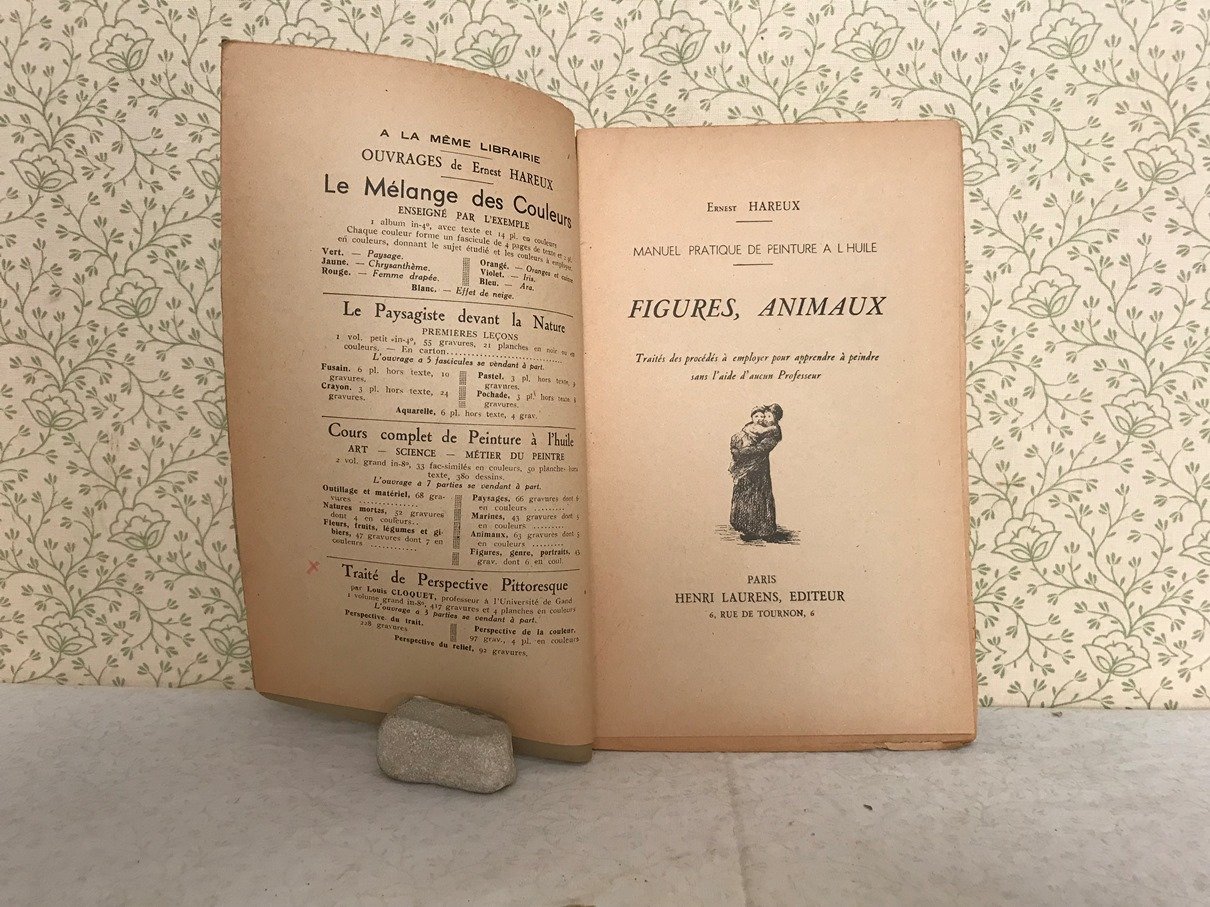 A LA MÊME LIBRAIRIE
OUVRAGES de Ernest HAREUX
Le Mélange des Couleurs
ENSEIGNÉ PAR L'EXEMPLE
1 album in-4º, avec texte et 14 pl. en couleurs
Chaque couleur forme un fascicule de 4 pages de texte et 2 pl.
en couleurs, donnant le sujet étudié et les couleurs à employer.
Vert. — Paysage.
Jaune. — Chrysanthème.
Rouge. — Femme drapée.
Orangé. — Oranges et
Violet. — Iris.
Bleu. — Ara.
Blanc. — Effet de neige.
Le Paysagiste devant la Nature
PREMIÈRES LEÇONS
1 vol. petit in-4º, 55 gravures, 21 planches en noir ou en
couleurs. — En carton
L'ouvrage a 5 fascicules se vendant à part.
Fusain. 6 pl. hors texte, 10
gravures.
Crayon. 3 pl. hors texte, 24
gravures.
Pastel. 3 pl. hors texte, 9
gravures.
Pochade, 3 pl. hors texte
gravures.
Aquarelle, 6 pl. hors texte, 4 grav.
Cours complet de Peinture à l'huile
ART — SCIENCE — MÉTIER DU PEINTRE
2 vol. grand in-8º, 33 fac-similés en couleurs, 50 planches hors
texte, 380 dessins.
L'ouvrage a 7 parties se vendant à part.
Outillage et matériel, 68 gra-
vures ..............
Natures mortes, 52 gravures
dont 4 en couleurs..
Fleurs, fruits, légumes et gi-
biers, 47 gravures dont 7 en
couleurs ............
Paysages, 66 gravures dont 6
en couleurs .........
Marines, 43 gravures dont 5
en couleurs .........
Animaux, 63 gravures dont 5
en couleurs .........
Figures, genre, portraits, 43
grav. dont 6 en coul.
Traité de Perspective Pittoresque
par Louis CLOQUET, professeur à l'Université de Gand
1 volume grand in-8º, 417 gravures et 4 planches en couleurs
L'ouvrage a 3 parties se vendant à part.
Perspective du trait,
228 gravures
Perspective de la couleur,
97 grav., 4 pl. en couleurs
Perspective du relief, 92 gravures.
ERNEST HAREUX
MANUEL PRATIQUE DE PEINTURE A L'HUILE
FIGURES, ANIMAUX
Traités des procédés à employer pour apprendre à peindre
sans l'aide d'aucun Professeur
PARIS
HENRI LAURENS, EDITEUR
6, RUE DE TOURNON, 6